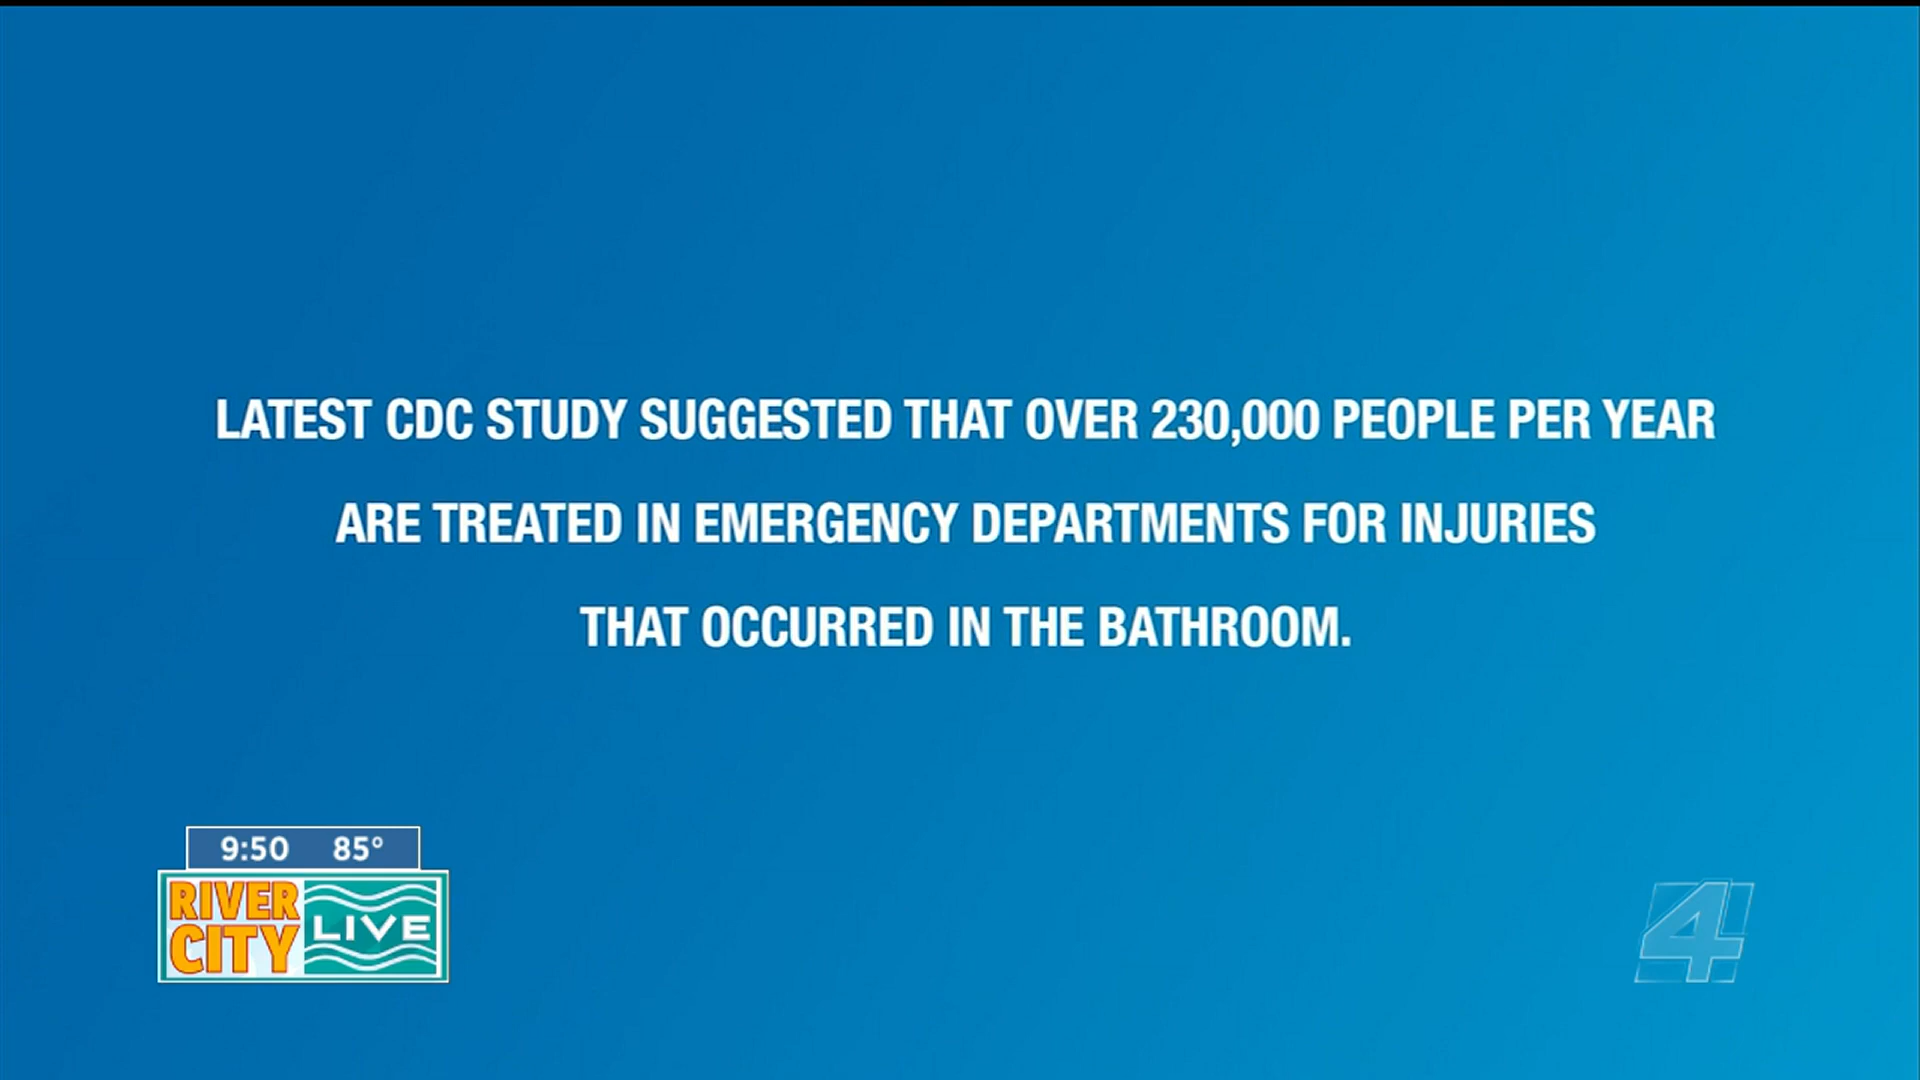 LATEST CDC STUDY SUGGESTED THAT OVER 230,000 PEOPLE PER YEAR
ARE TREATED IN EMERGENCY DEPARTMENTS FOR INJURIES
THAT OCCURRED IN THE BATHROOM.
9:50 85°
RIVER
CITY
LIVE
4